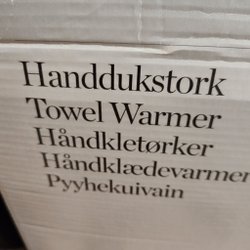 Handdukstork
Towel Warmer
Håndkletørker
Håndklædevarmer
Pyyhekuivain